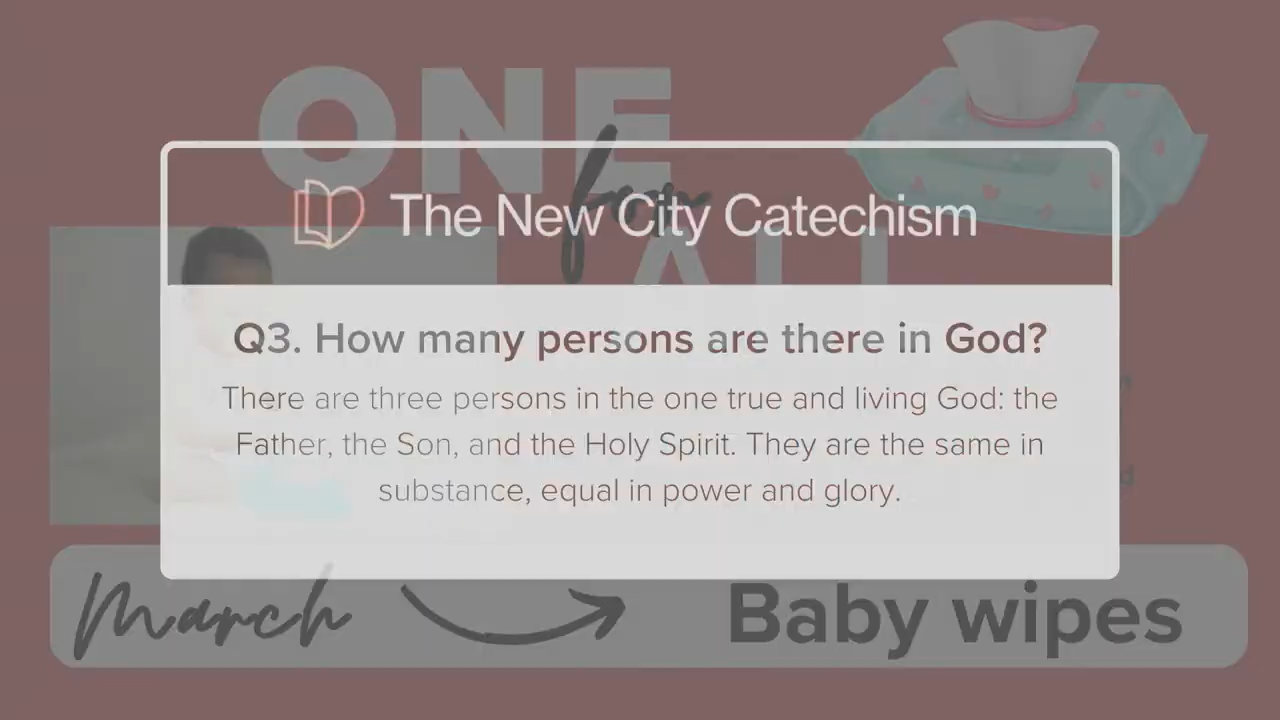 ONE
for
ALL
The New City Catechism
Q3. How many persons are there in God?
There are three persons in the one true and living God: the
Father, the Son, and the Holy Spirit. They are the same in
substance, equal in power and glory.
March
Baby wipes